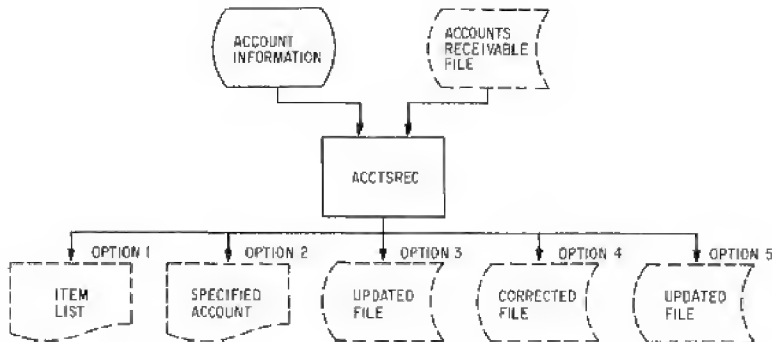 ACCOUNT
INFORMATION
ACCOUNTS
RECEIVABLE
FILE
ACCTSREC
OPTION 1
OPTION 2
OPTION 3
OPTION 4
OPTION 5
ITEM
LIST
SPECIFIED
ACCOUNT
UPDATED
FILE
CORRECTED
FILE
UPDATED
FILE